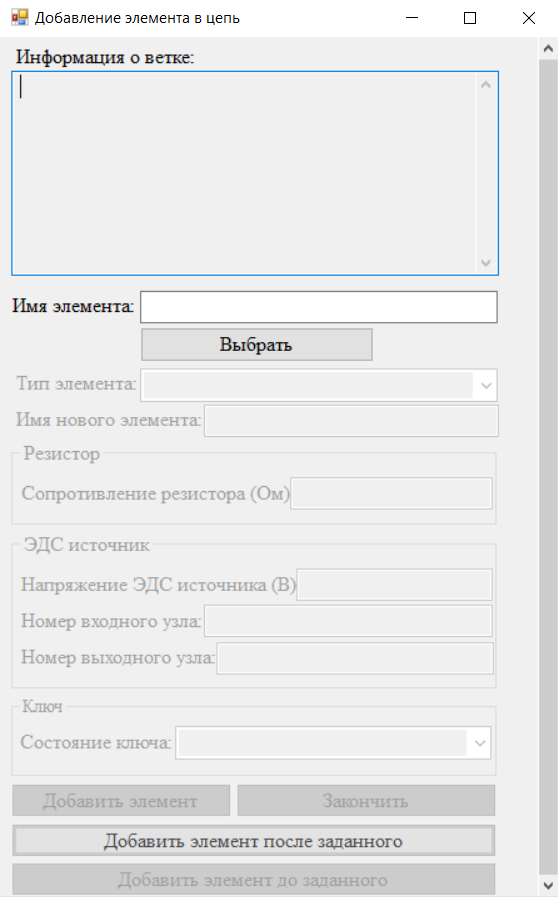 Добавление элемента в цепь
Информация о ветке:
Имя элемента:
Выбрать
Тип элемента:
Имя нового элемента:
Резистор
Сопротивление резистора (Ом)
ЭДС источник
Напряжение ЭДС источника (В)
Номер входного узла:
Номер выходного узла:
Ключ
Состояние ключа:
Добавить элемент Закончить
Добавить элемент после заданного
Добавить элемент до заданного